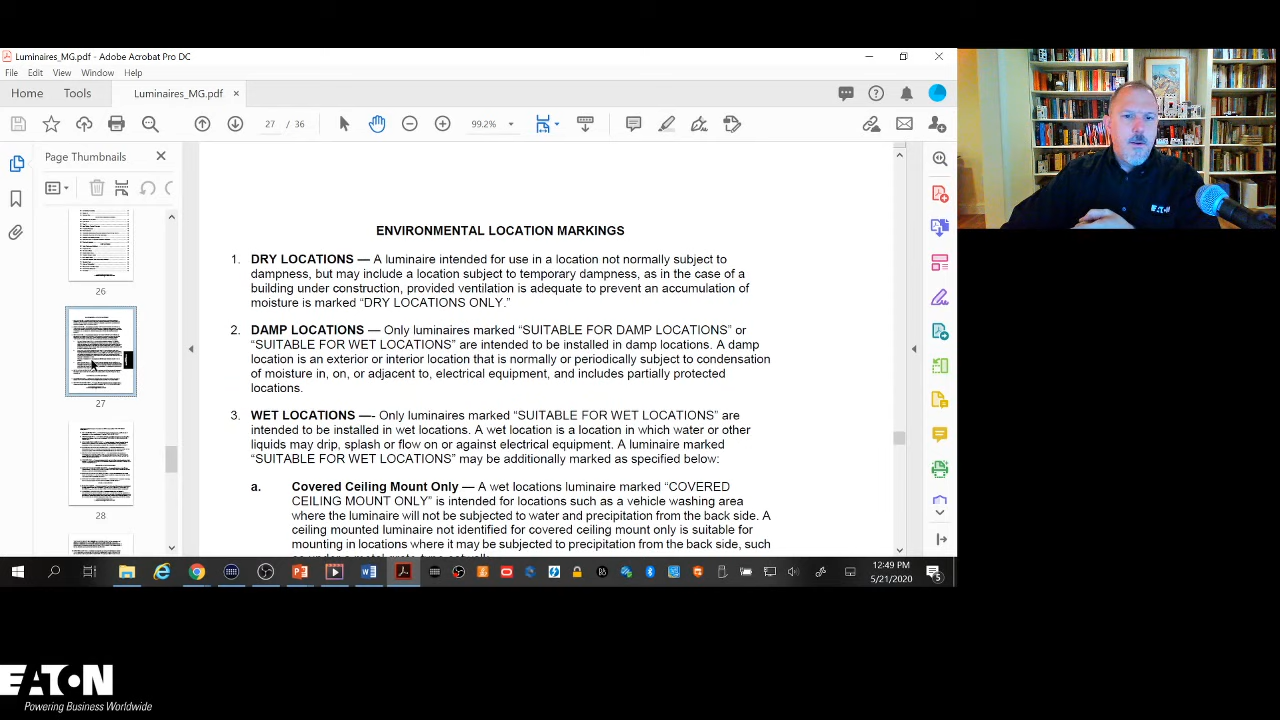 Luminaires_MG.pdf - Adobe Acrobat Pro DC
File Edit View Window Help
Home Tools Luminaires_MG.pdf ×
27 / 36 99.2%
Page Thumbnails
26
27
28
ENVIRONMENTAL LOCATION MARKINGS
1. DRY LOCATIONS — A luminaire intended for use in a location not normally subject to
dampness, but may include a location subject to temporary dampness, as in the case of a
building under construction, provided ventilation is adequate to prevent an accumulation of
moisture is marked “DRY LOCATIONS ONLY.”
2. DAMP LOCATIONS — Only luminaires marked “SUITABLE FOR DAMP LOCATIONS” or
“SUITABLE FOR WET LOCATIONS” are intended to be installed in damp locations. A damp
location is an exterior or interior location that is normally or periodically subject to condensation
of moisture in, on, or adjacent to, electrical equipment, and includes partially protected
locations.
3. WET LOCATIONS —- Only luminaires marked “SUITABLE FOR WET LOCATIONS” are
intended to be installed in wet locations. A wet location is a location in which water or other
liquids may drip, splash or flow on or against electric equipment. A luminaire marked
“SUITABLE FOR WET LOCATIONS” may be additionally marked as specified below:
a. Covered Ceiling Mount Only — A wet locations luminaire marked “COVERED
CEILING MOUNT ONLY” is intended for locations such as a vehicle washing area
where the luminaire will not be subjected to water and precipitation from the back side. A
ceiling mounted luminaire not identified for covered ceiling mount only is suitable for
mounting in locations where it may be subjected to precipitation from the back side, such
12:49 PM
5/21/2020
5
EATON
EATON
Powering Business Worldwide